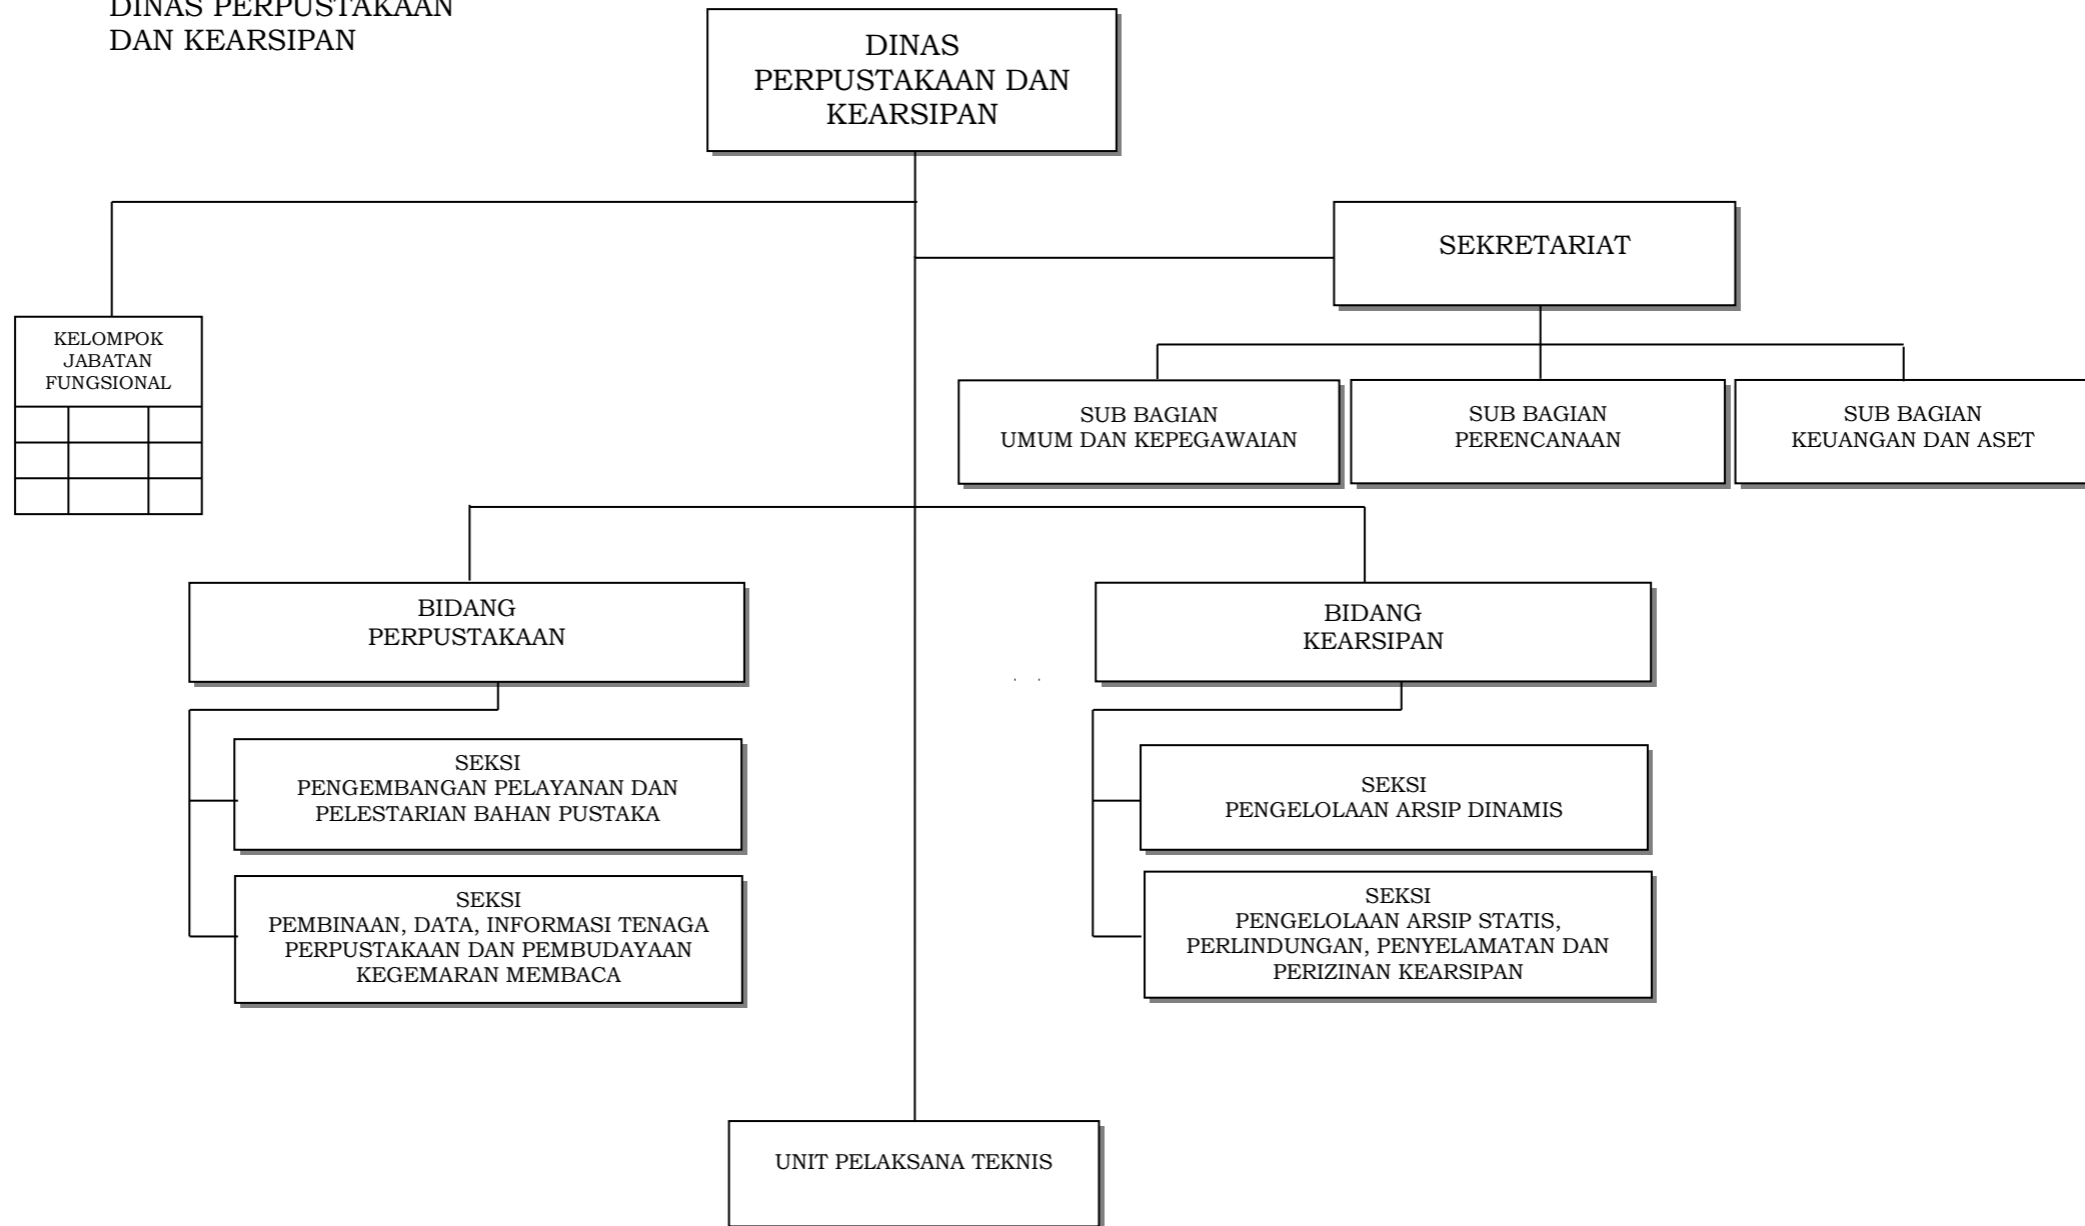 DINAS PERPUSTAKAAN
DAN KEARSIPAN
DINAS
PERPUSTAKAAN DAN
KEARSIPAN
SEKRETARIAT
KELOMPOK
JABATAN
FUNGSIONAL
SUB BAGIAN
UMUM DAN KEPEGAWAIAN
SUB BAGIAN
PERENCANAAN
SUB BAGIAN
KEUANGAN DAN ASET
BIDANG
PERPUSTAKAAN
BIDANG
KEARSIPAN
SEKSI
PENGEMBANGAN PELAYANAN DAN
PELESTARIAN BAHAN PUSTAKA
SEKSI
PEMBINAAN, DATA, INFORMASI TENAGA
PERPUSTAKAAN DAN PEMBUDAYAAN
KEGEMARAN MEMBACA
SEKSI
PENGELOLAAN ARSIP DINAMIS
SEKSI
PENGELOLAAN ARSIP STATIS,
PERLINDUNGAN, PENYELAMATAN DAN
PERIZINAN KEARSIPAN
UNIT PELAKSANA TEKNIS